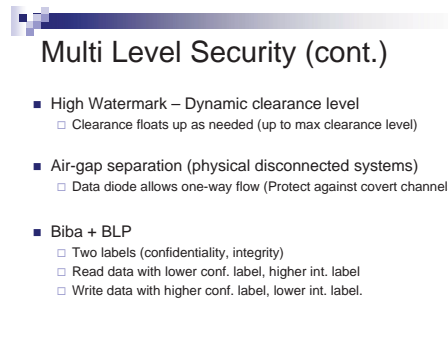 Multi Level Security (cont.)
High Watermark – Dynamic clearance level
Clearance floats up as needed (up to max clearance level)
Air-gap separation (physical disconnected systems)
Data diode allows one-way flow (Protect against covert channel
Biba + BLP
Two labels (confidentiality, integrity)
Read data with lower conf. label, higher int. label
Write data with higher conf. label, lower int. label.